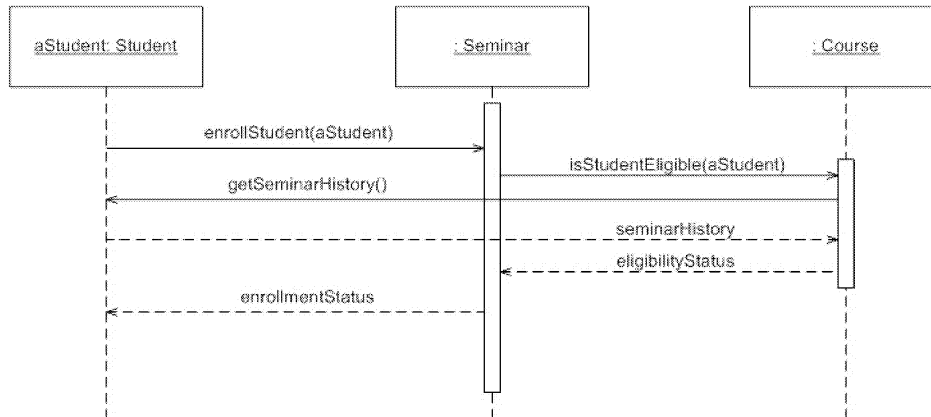 aStudent: Student
: Seminar
: Course
enrollStudent(aStudent)
isStudentEligible(aStudent)
getSeminarHistory()
seminarHistory
eligibilityStatus
enrollmentStatus